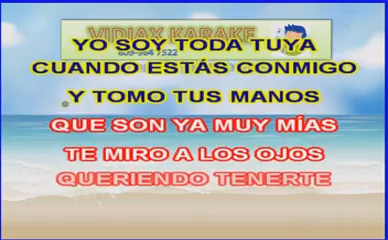 VIDJAX KARAKE
YO SOY TODA TUYA
CUANDO ESTÁS CONMIGO
Y TOMO TUS MANOS
QUE SON YA MUY MÍAS
TE MIRO A LOS OJOS
QUERIENDO TENERTE